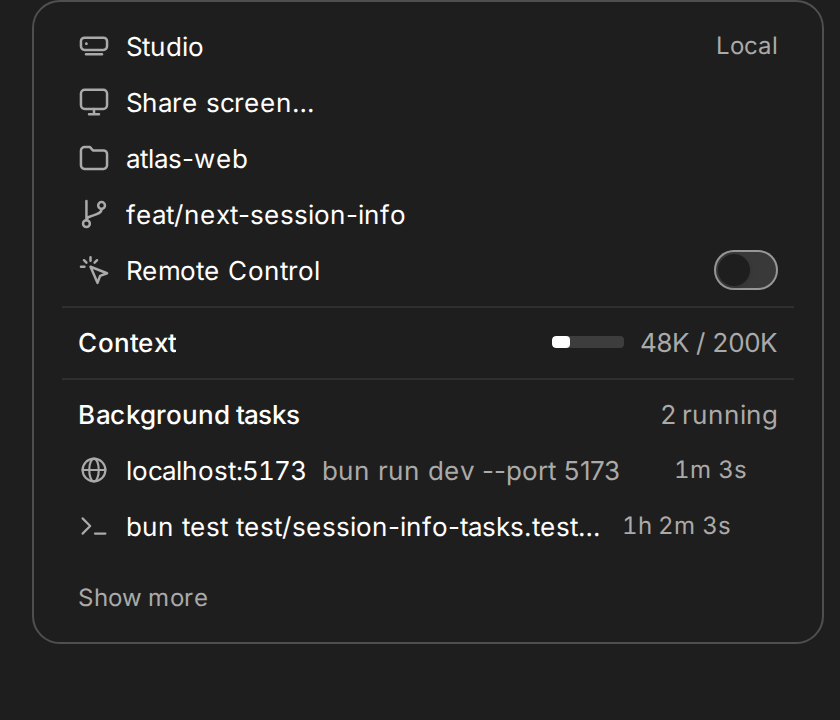 Studio Local
Share screen...
atlas-web
feat/next-session-info
Remote Control
Context 48K / 200K
Background tasks 2 running
localhost:5173 bun run dev --port 5173 1m 3s
bun test test/session-info-tasks.test... 1h 2m 3s
Show more